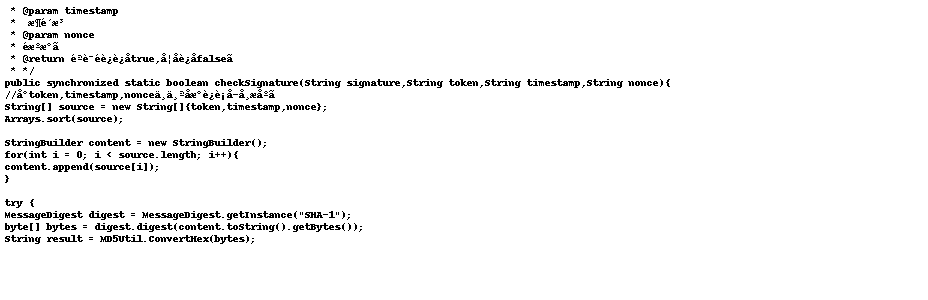 * @param timestamp
* æ¶é´æ³
* @param nonce
* éæºæ°ã
* @return éªè¯éè¿è¿åtrue,å¦åè¿åfalseã
* */
public synchronized static boolean checkSignature(String signature,String token,String timestamp,String nonce){
//å°token,timestamp,nonceä¸ä¸ªåæ°è¿è¡å­å¸æåºã
String[] source = new String[]{token,timestamp,nonce};
Arrays.sort(source);
StringBuilder content = new StringBuilder();
for(int i = 0; i < source.length; i++){
content.append(source[i]);
}
try {
MessageDigest digest = MessageDigest.getInstance("SHA-1");
byte[] bytes = digest.digest(content.toString().getBytes());
String result = MD5Util.ConvertHex(bytes);